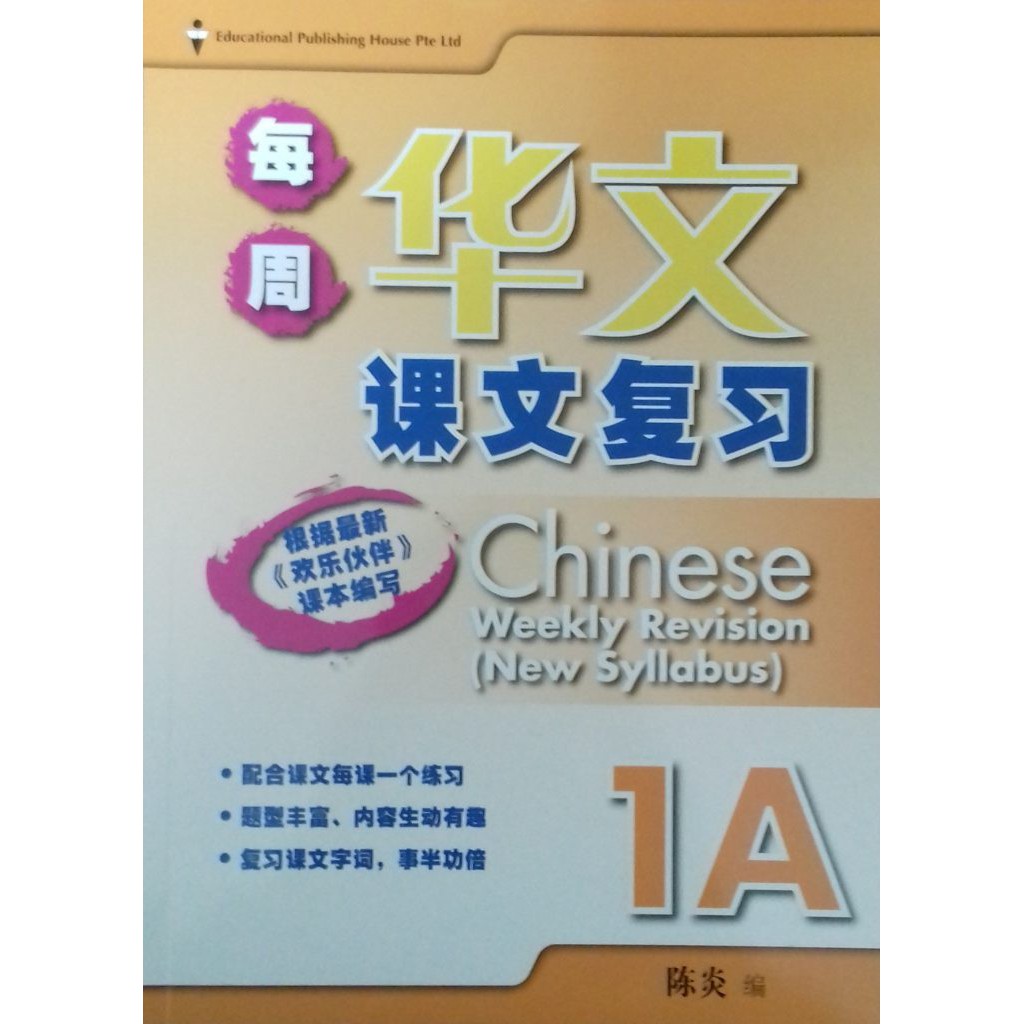 Educational Publishing House Pte Ltd
每周
华文
课文复习
根据最新
《欢乐伙伴》
课本编写
Chinese
Weekly Revision
(New Syllabus)
• 配合课文每课一个练习
• 题型丰富、内容生动有趣
• 复习课文字词，事半功倍
1A
陈炎 编